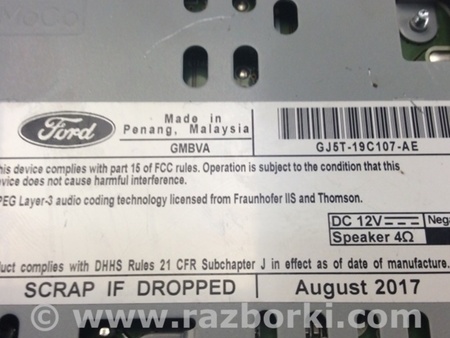 Ford
Made in
Penang, Malaysia
GMBVA
GJ5T-19C107-AE
his device complies with part 15 of FCC rules. Operation is subject to the condition that this
evice does not cause harmful interference.
PEG Layer-3 audio coding technology licensed from Fraunhofer IIS and Thomson.
DC 12V
Nega
Speaker 4Ω
duct complies with DHHS Rules 21 CFR Subchapter J in effect as of date of manufacture.
SCRAP IF DROPPED
August 2017
www.razborki.com